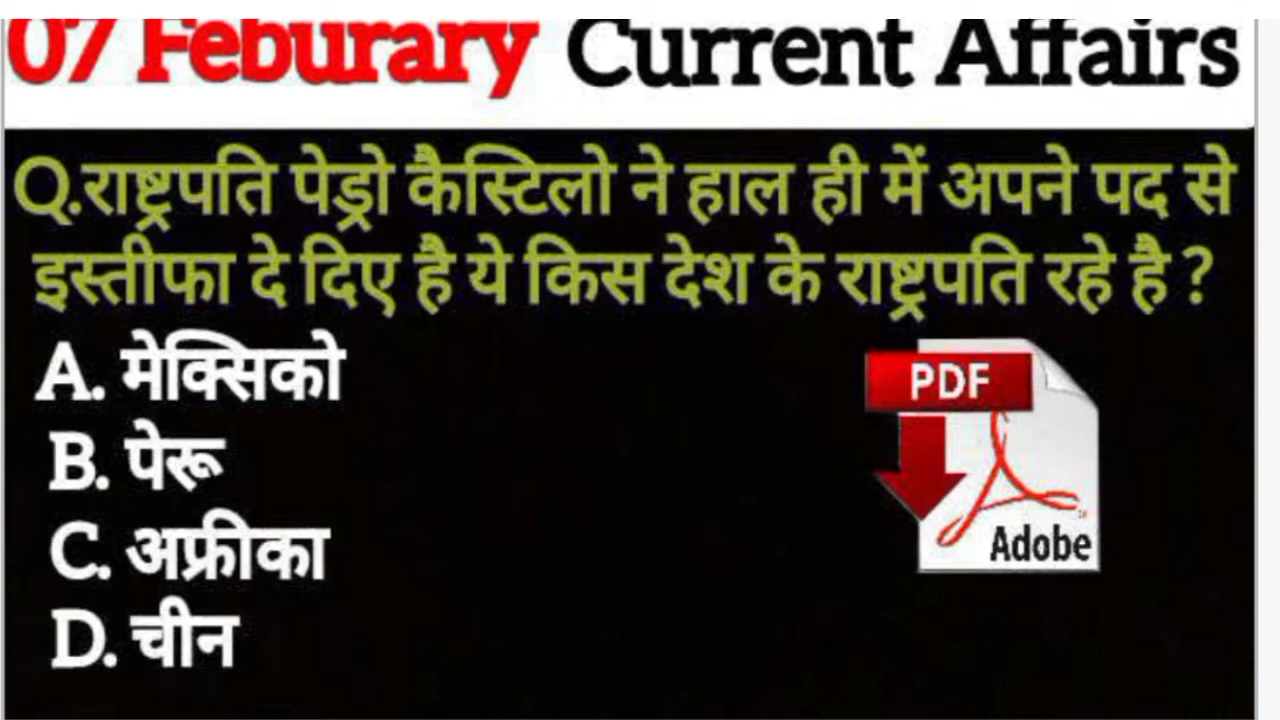 07 Feburary Current Affairs
Q.राष्ट्रपति पेड्रो कैस्टिलो ने हाल ही में अपने पद से
इस्तीफा दे दिए है ये किस देश के राष्ट्रपति रहे है ?
A. मेक्सिको
B. पेरू
C. अफ्रीका
D. चीन
PDF
Adobe